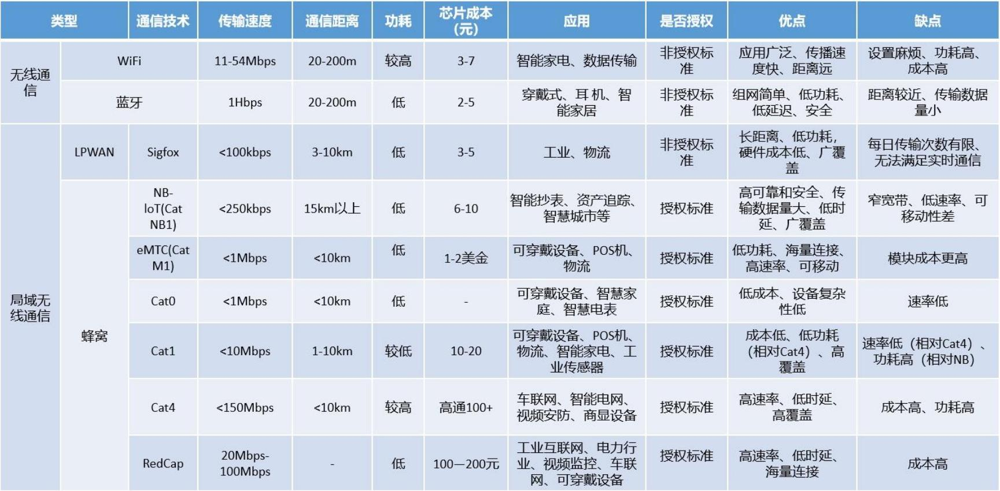 类型
通信技术
传输速度
通信距离
功耗
芯片成本
(元)
应用
是否授权
优点
缺点
无线通
信
WiFi
11-54Mbps
20-200m
较高
3-7
智能家电、数据传输
非授权标
准
应用广泛、传播速
度快、距离远
设置麻烦、功耗高、
成本高
蓝牙
1Hbps
20-200m
低
2-5
穿戴式、耳 机、智
能家居
非授权标
准
组网简单、低功耗、
低延迟、安全
距离较近、传输数据
量小
局域无
线通信
LPWAN
Sigfox
<100kbps
3-10km
低
3-5
工业、物流
非授权标
准
长距离、低功耗，
硬件成本低、广覆
盖
每日传输次数有限、
无法满足实时通信
蜂窝
NB-
loT(Cat
NB1)
<250kbps
15km以上
低
6-10
智能抄表、资产追踪、
智慧城市等
授权标准
高可靠和安全、传
输数据量大、低时
延、广覆盖
窄宽带、低速率、可
移动性差
eMTC(Cat
M1)
<1Mbps
<10km
低
1-2美金
可穿戴设备、POS机、
物流
授权标准
低功耗、海量连接、
高速率、可移动
模块成本更高
Cat0
<1Mbps
<10km
低
-
可穿戴设备、智慧家
庭、智慧电表
授权标准
低成本、设备复杂
性低
速率低
Cat1
<10Mbps
1-10km
较低
10-20
可穿戴设备、POS机、
物流、智能家电、工
业传感器
授权标准
成本低、低功耗
（相对Cat4）、高
覆盖
速率低（相对Cat4）、
功耗高（相对NB）
Cat4
<150Mbps
<10km
较高
高通100+
车联网、智能电网、
视频安防、商显设备
授权标准
高速率、低时延、
高覆盖
成本高、功耗高
RedCap
20Mbps-
100Mbps
-
低
100—200元
工业互联网、电力行
业、视频监控、车联
网、可穿戴设备
授权标准
高速率、低时延、
海量连接
成本高